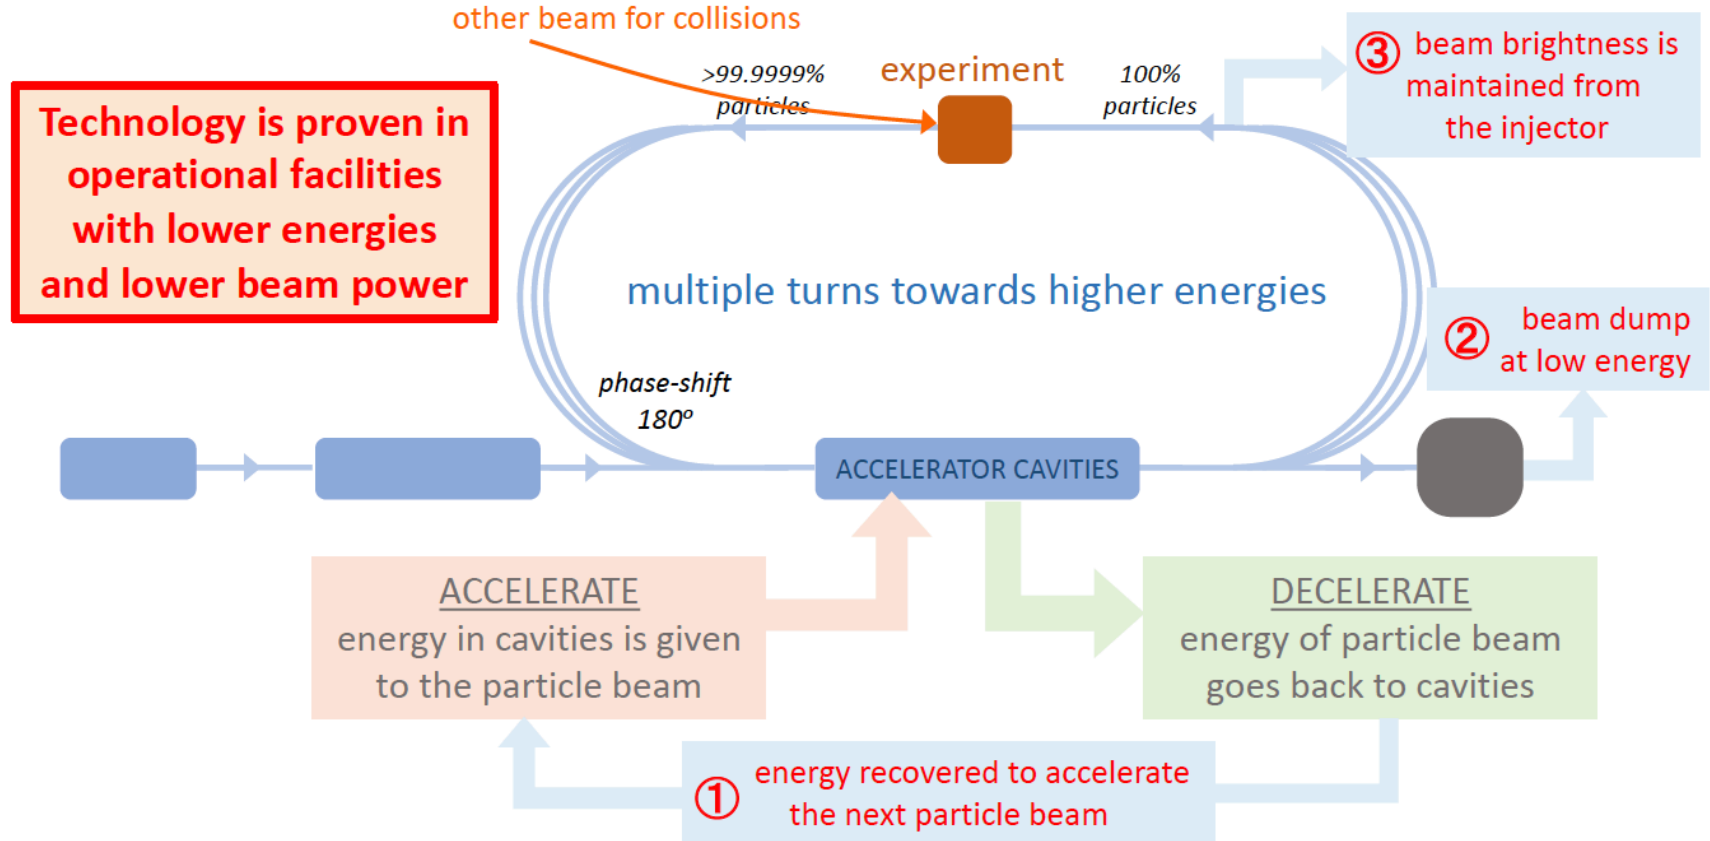 other beam for collisions
>99.9999%
particles
experiment
100%
particles
③ beam brightness is
maintained from
the injector
Technology is proven in
operational facilities
with lower energies
and lower beam power
multiple turns towards higher energies
② beam dump
at low energy
phase-shift
180º
ACCELERATOR CAVITIES
ACCELERATE
energy in cavities is given
to the particle beam
DECELERATE
energy of particle beam
goes back to cavities
① energy recovered to accelerate
the next particle beam